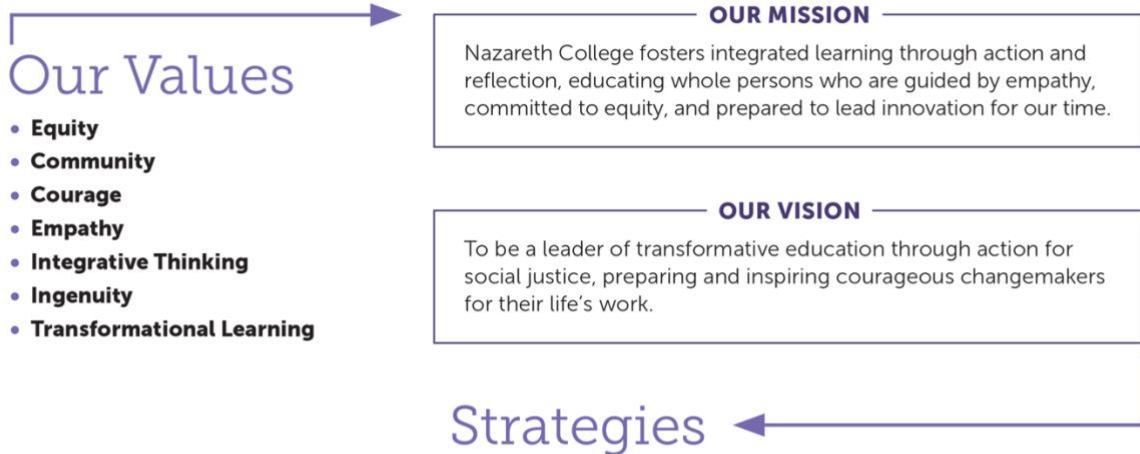 Our Values
• Equity
• Community
• Courage
• Empathy
• Integrative Thinking
• Ingenuity
• Transformational Learning
OUR MISSION
Nazareth College fosters integrated learning through action and
reflection, educating whole persons who are guided by empathy,
committed to equity, and prepared to lead innovation for our time.
OUR VISION
To be a leader of transformative education through action for
social justice, preparing and inspiring courageous changemakers
for their life’s work.
Strategies